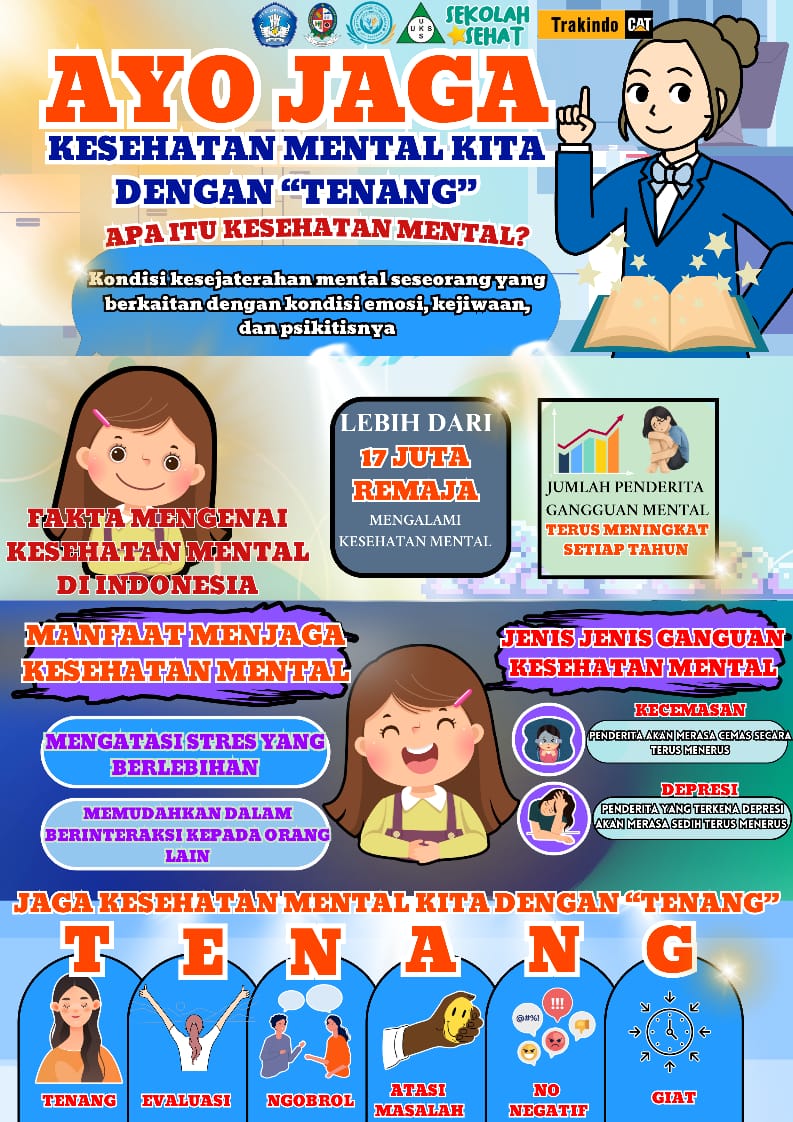 UKS
SEKOLAH
SEHAT
Trakindo CAT
AYO JAGA
KESEHATAN MENTAL KITA
DENGAN “TENANG”
APA ITU KESEHATAN MENTAL?
Kondisi kesejaterahan mental seseorang yang
berkaitan dengan kondisi emosi, kejiwaan,
dan psikitisnya
FAKTA MENGENAI
KESEHATAN MENTAL
DI INDONESIA
LEBIH DARI
17 JUTA
REMAJA
MENGALAMI
KESEHATAN MENTAL
JUMLAH PENDERITA
GANGGUAN MENTAL
TERUS MENINGKAT
SETIAP TAHUN
MANFAAT MENJAGA
KESEHATAN MENTAL
MENGATASI STRES YANG
BERLEBIHAN
MEMUDAHKAN DALAM
BERINTERAKSI KEPADA ORANG
LAIN
JENIS JENIS GANGUAN
KESEHATAN MENTAL
KECEMASAN
PENDERITA AKAN MERASA CEMAS SECARA
TERUS MENERUS
DEPRESI
PENDERITA YANG TERKENA DEPRESI
AKAN MERASA SEDIH TERUS MENERUS
JAGA KESEHATAN MENTAL KITA DENGAN “TENANG”
T E N A N G
@#%!
!!!
TENANG
EVALUASI
NGOBROL
ATASI
MASALAH
NO
NEGATIF
GIAT